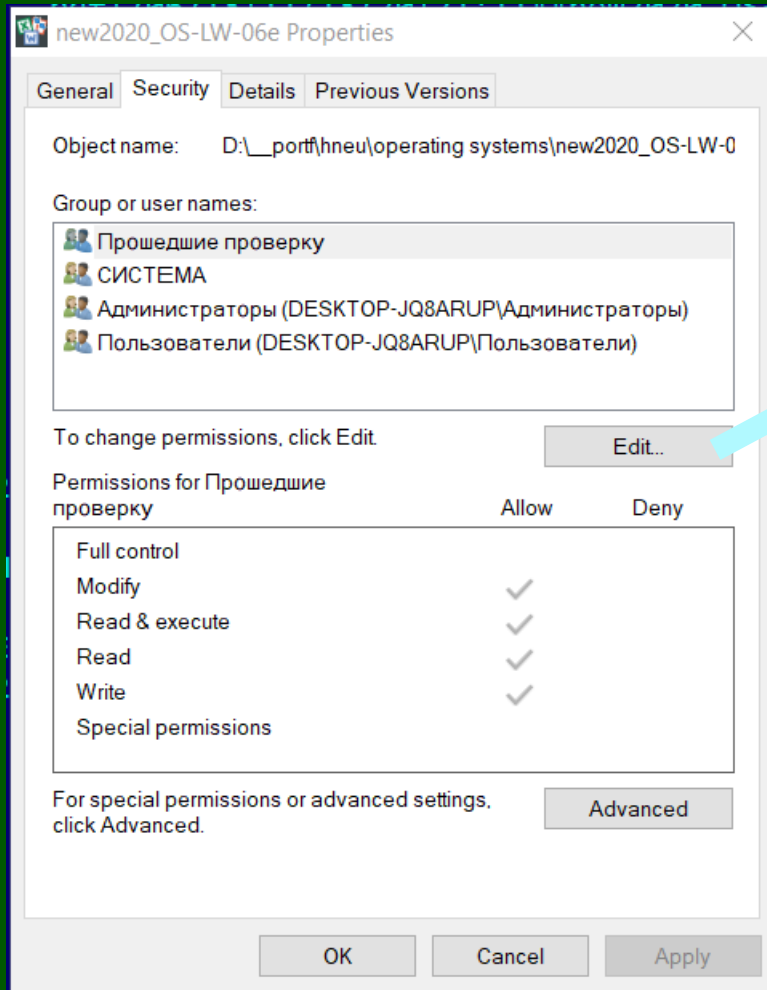 new2020_OS-LW-06e Properties
General Security Details Previous Versions
Object name: D:\__portf\hneu\operating systems\new2020_OS-LW-0
Group or user names:
Прошедшие проверку
СИСТЕМА
Администраторы (DESKTOP-JQ8ARUP\Администраторы)
Пользователи (DESKTOP-JQ8ARUP\Пользователи)
To change permissions, click Edit.
Edit...
Permissions for Прошедшие
проверку Allow Deny
Full control
Modify
Read & execute
Read
Write
Special permissions
For special permissions or advanced settings,
click Advanced.
Advanced
OK Cancel Apply